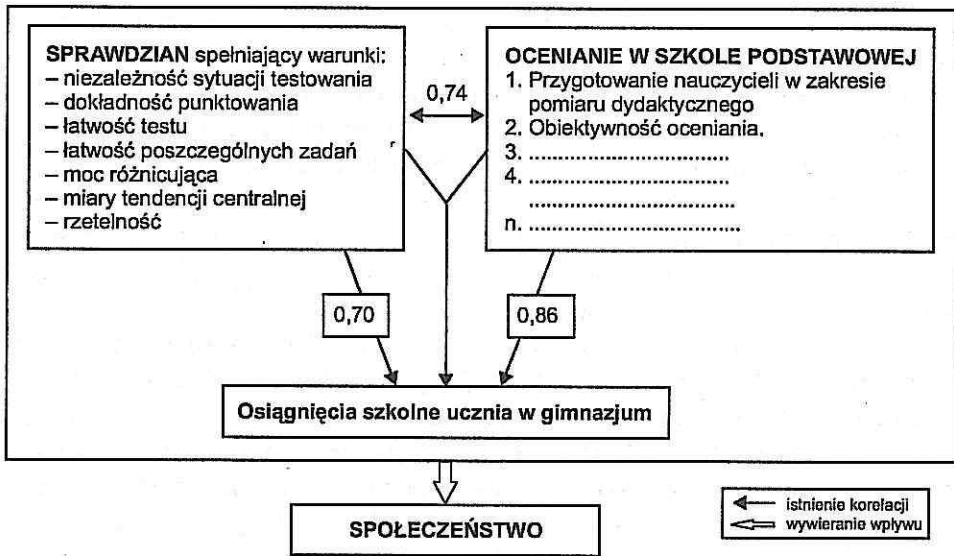 SPRAWDZIAN spełniający warunki:
– niezależność sytuacji testowania
– dokładność punktowania
– łatwość testu
– łatwość poszczególnych zadań
– moc różnicująca
– miary tendencji centralnej
– rzetelność
0,74
OCENIANIE W SZKOLE PODSTAWOWEJ
1. Przygotowanie nauczycieli w zakresie
pomiaru dydaktycznego
2. Obiektywność oceniania.
3. ..................................
4. ..................................
..................................
n. ..................................
0,70
0,86
Osiągnięcia szkolne ucznia w gimnazjum
SPOŁECZEŃSTWO
istnienie korelacji
wywieranie wpływu